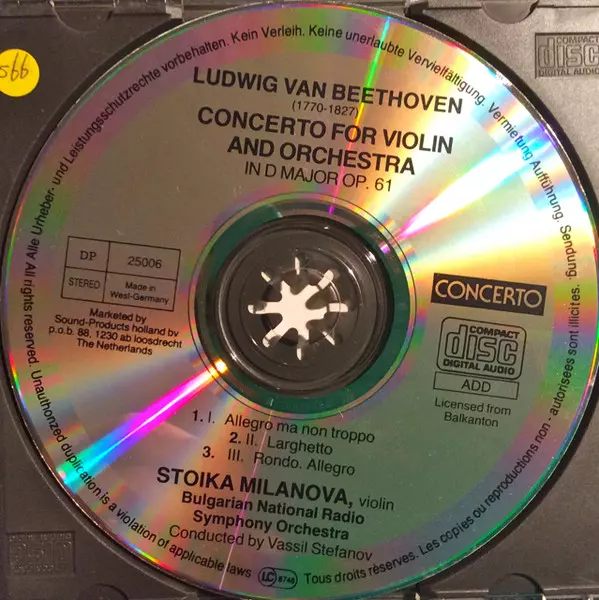 566
COMPACT
disc
DIGITAL AUDIO
Alle Urheber- und Leistungsschutzrechte vorbehalten. Kein Verleih. Keine unerlaubte Vervielfältigung. Vermietung Aufführung. Sendung.
LUDWIG VAN BEETHOVEN
(1770-1827)
CONCERTO FOR VIOLIN
AND ORCHESTRA
IN D MAJOR OP. 61
DP 25006
STEREO Made in
West-Germany
Marketed by
Sound-Products holland bv
p.o.b. 88, 1230 ab loosdrecht
The Netherlands
CONCERTO
COMPACT
disc
DIGITAL AUDIO
ADD
Licensed from
Balkanton
1. I. Allegro ma non troppo
2. II. Larghetto
3. III. Rondo. Allegro
STOIKA MILANOVA, violin
Bulgarian National Radio
Symphony Orchestra
Conducted by Vassil Stefanov
All rights reserved. Unauthorized duplication is a violation of applicable laws
LC 8746
Tous droits rèserves. Les copies ou reproductions non - autorisees sont illicites.